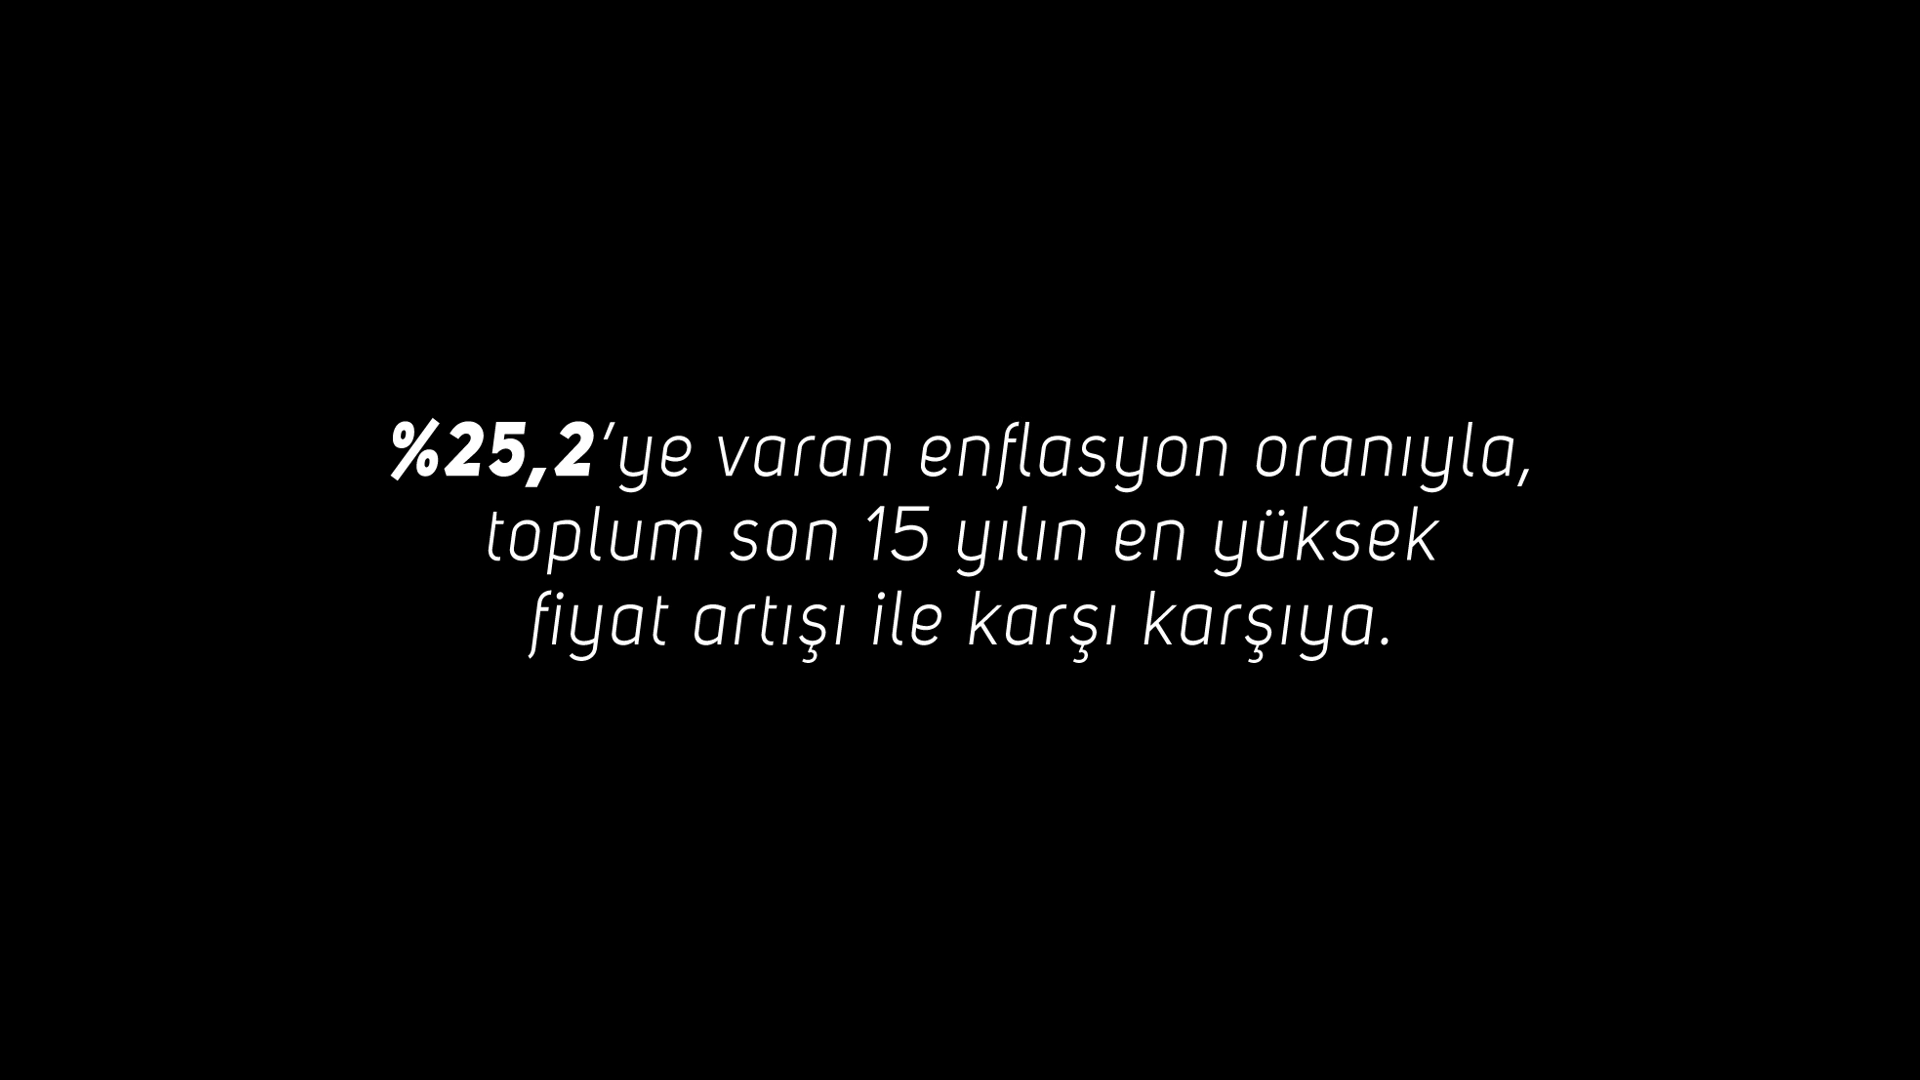 %25,2'ye varan enflasyon oranıyla,
toplum son 15 yılın en yüksek
fiyat artışı ile karşı karşıya.